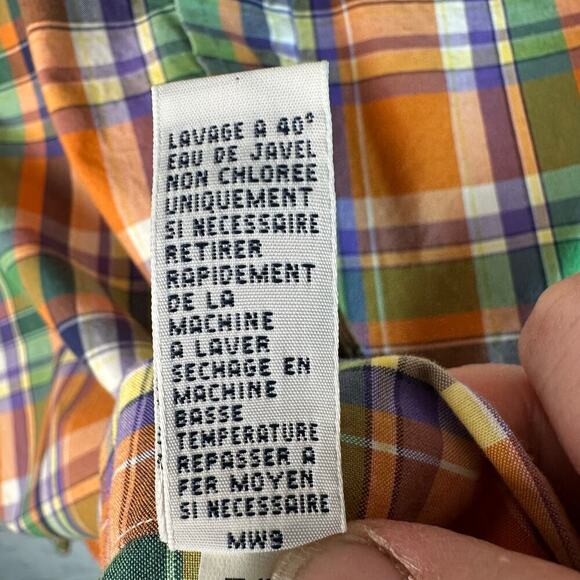 LAVAGE A 40°
EAU DE JAVEL
NON CHLOREE
UNIQUEMENT
SI NECESSAIRE
RETIRER
RAPIDEMENT
DE LA
MACHINE
A LAVER
SECHAGE EN
MACHINE
BASSE
TEMPERATURE
REPASSER A
FER MOYEN
SI NECESSAIRE
MW9